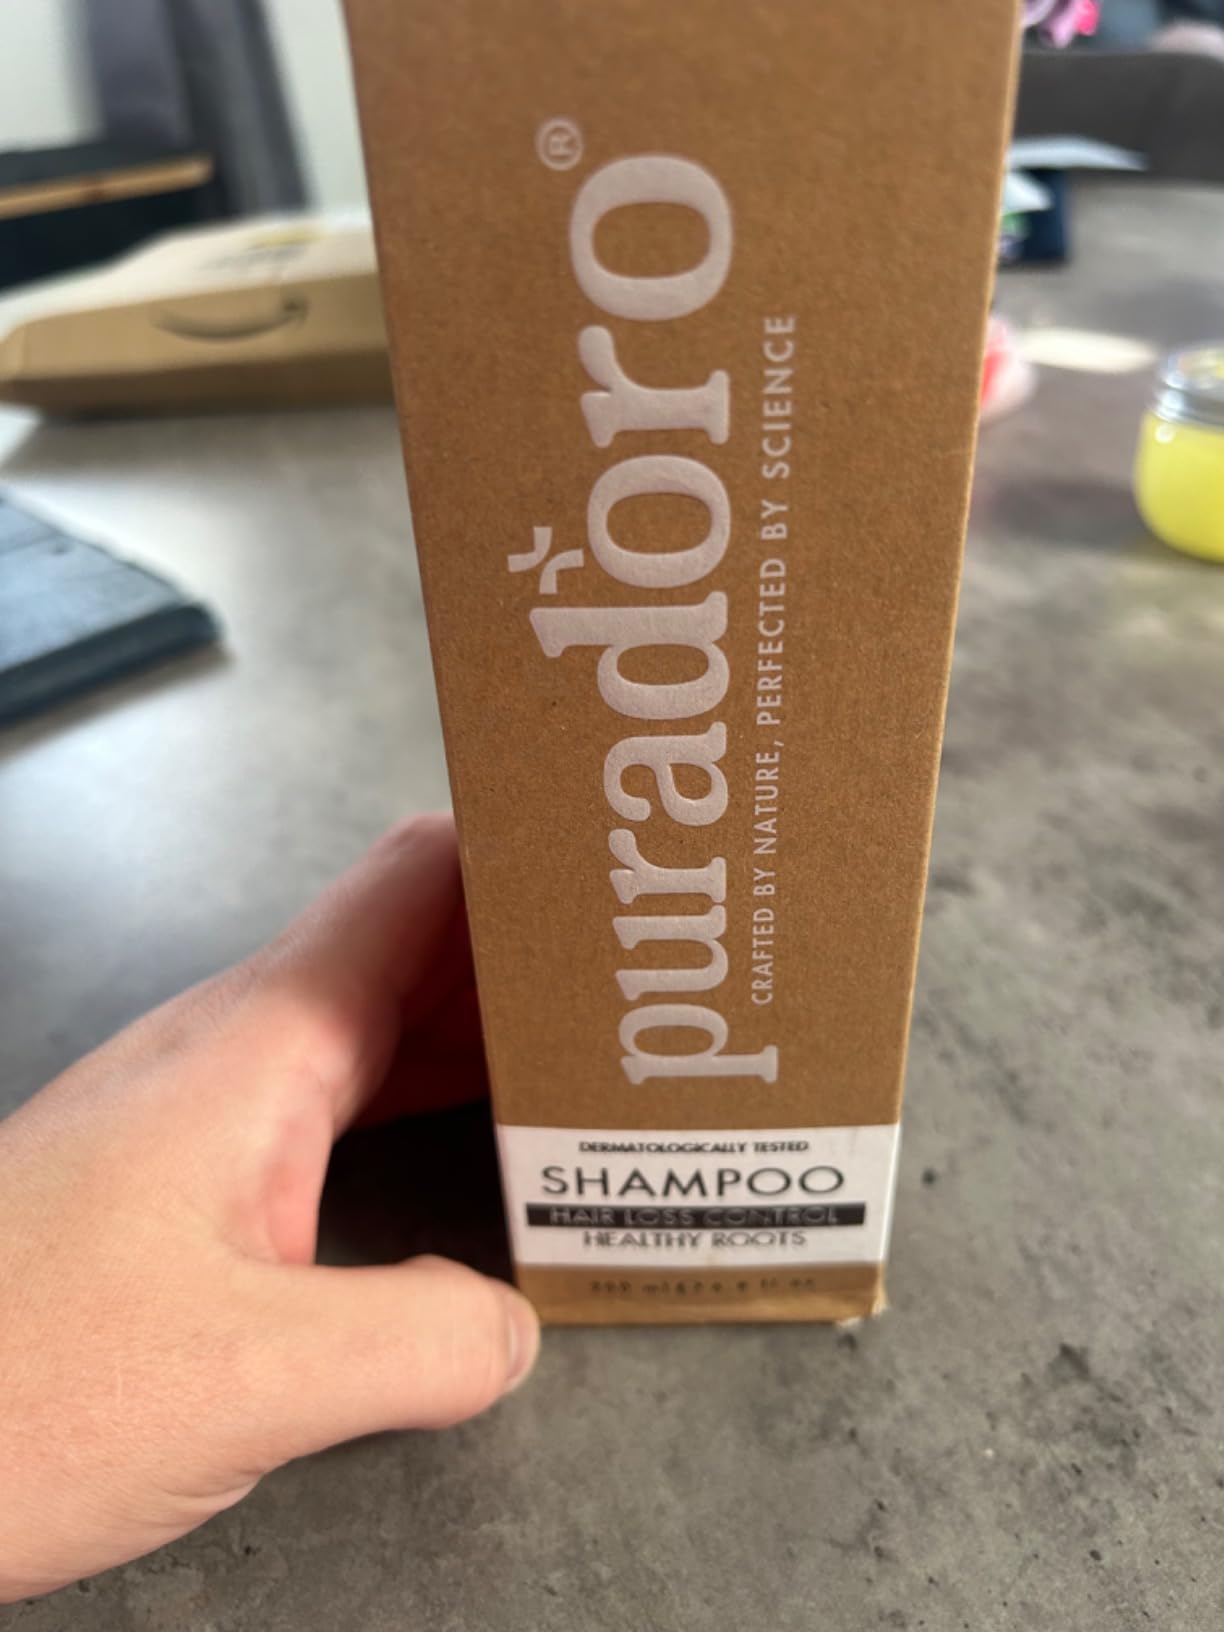 puradoro®
CRAFTED BY NATURE, PERFECTED BY SCIENCE
DERMATOLOGICALLY TESTED
SHAMPOO
HAIR LOSS CONTROL
HEALTHY ROOTS